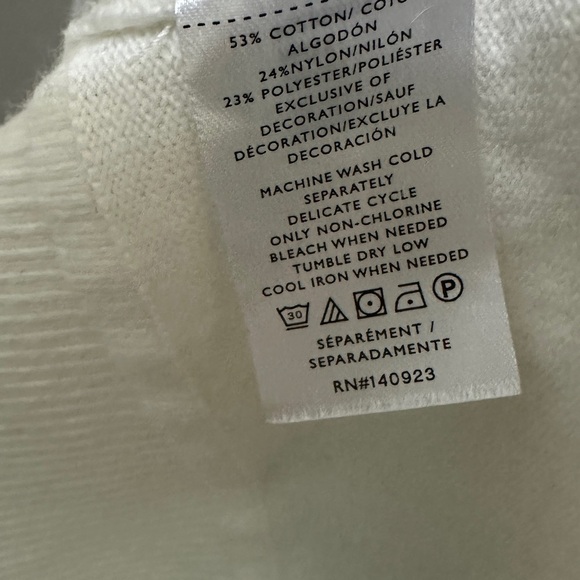 53% COTTON/
ALGODÓN
24%NYLON/NILÓN
23% POLYESTER/POLIÉSTER
EXCLUSIVE OF
DECORATION/SAUF
DÉCORATION/EXCLUYE LA
DECORACIÓN
MACHINE WASH COLD
SEPARATELY
DELICATE CYCLE
ONLY NON-CHLORINE
BLEACH WHEN NEEDED
TUMBLE DRY LOW
COOL IRON WHEN NEEDED
30 P
SÉPARÉMENT /
SEPARADAMENTE
RN#140923